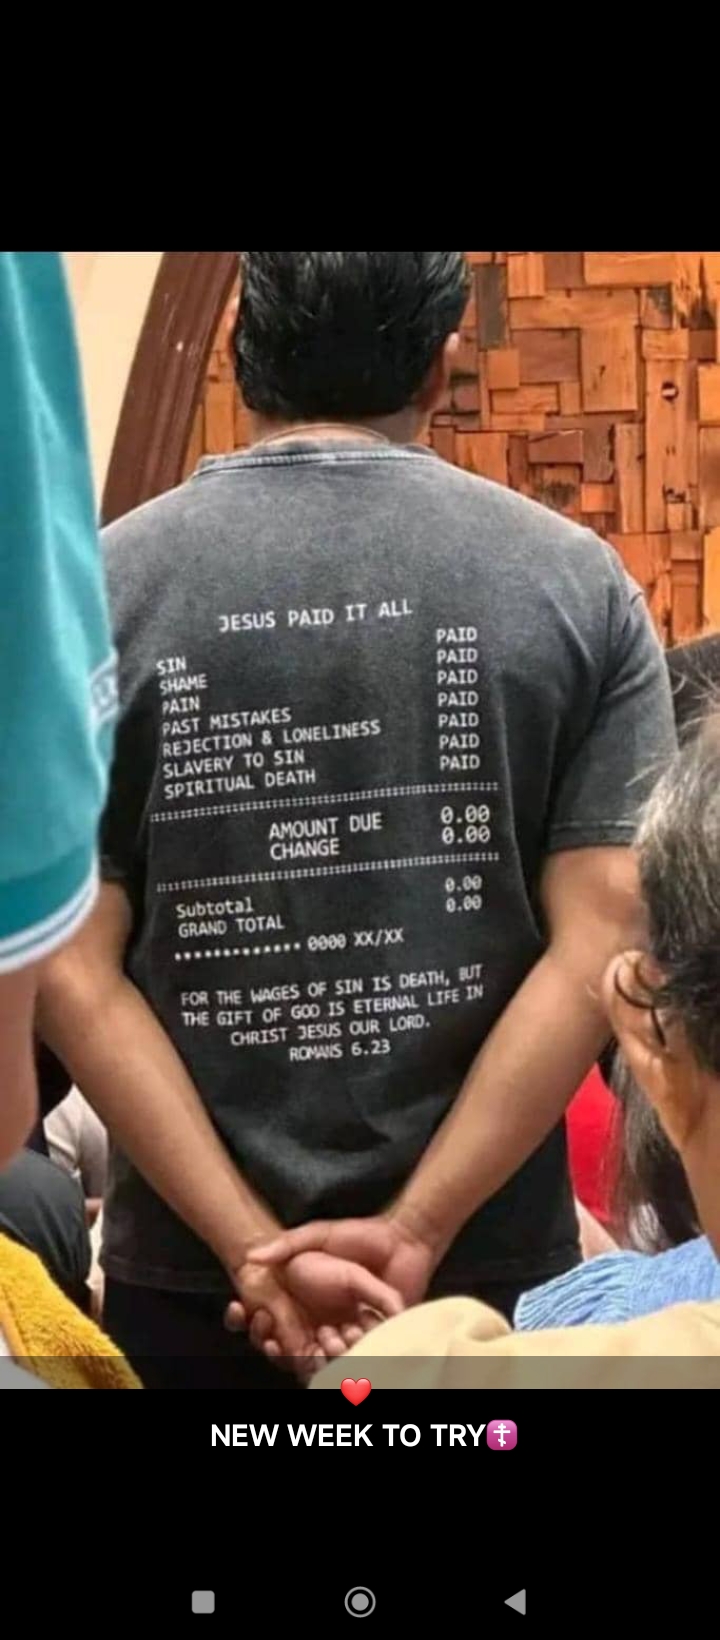 JESUS PAID IT ALL
SIN PAID
SHAME PAID
PAIN PAID
PAST MISTAKES PAID
REJECTION & LONELINESS PAID
SLAVERY TO SIN PAID
SPIRITUAL DEATH PAID
AMOUNT DUE 0.00
CHANGE 0.00
Subtotal 0.00
GRAND TOTAL 0.00
************* 0000 XX/XX
FOR THE WAGES OF SIN IS DEATH, BUT
THE GIFT OF GOD IS ETERNAL LIFE IN
CHRIST JESUS OUR LORD.
ROMANS 6.23
❤️
NEW WEEK TO TRY☦️